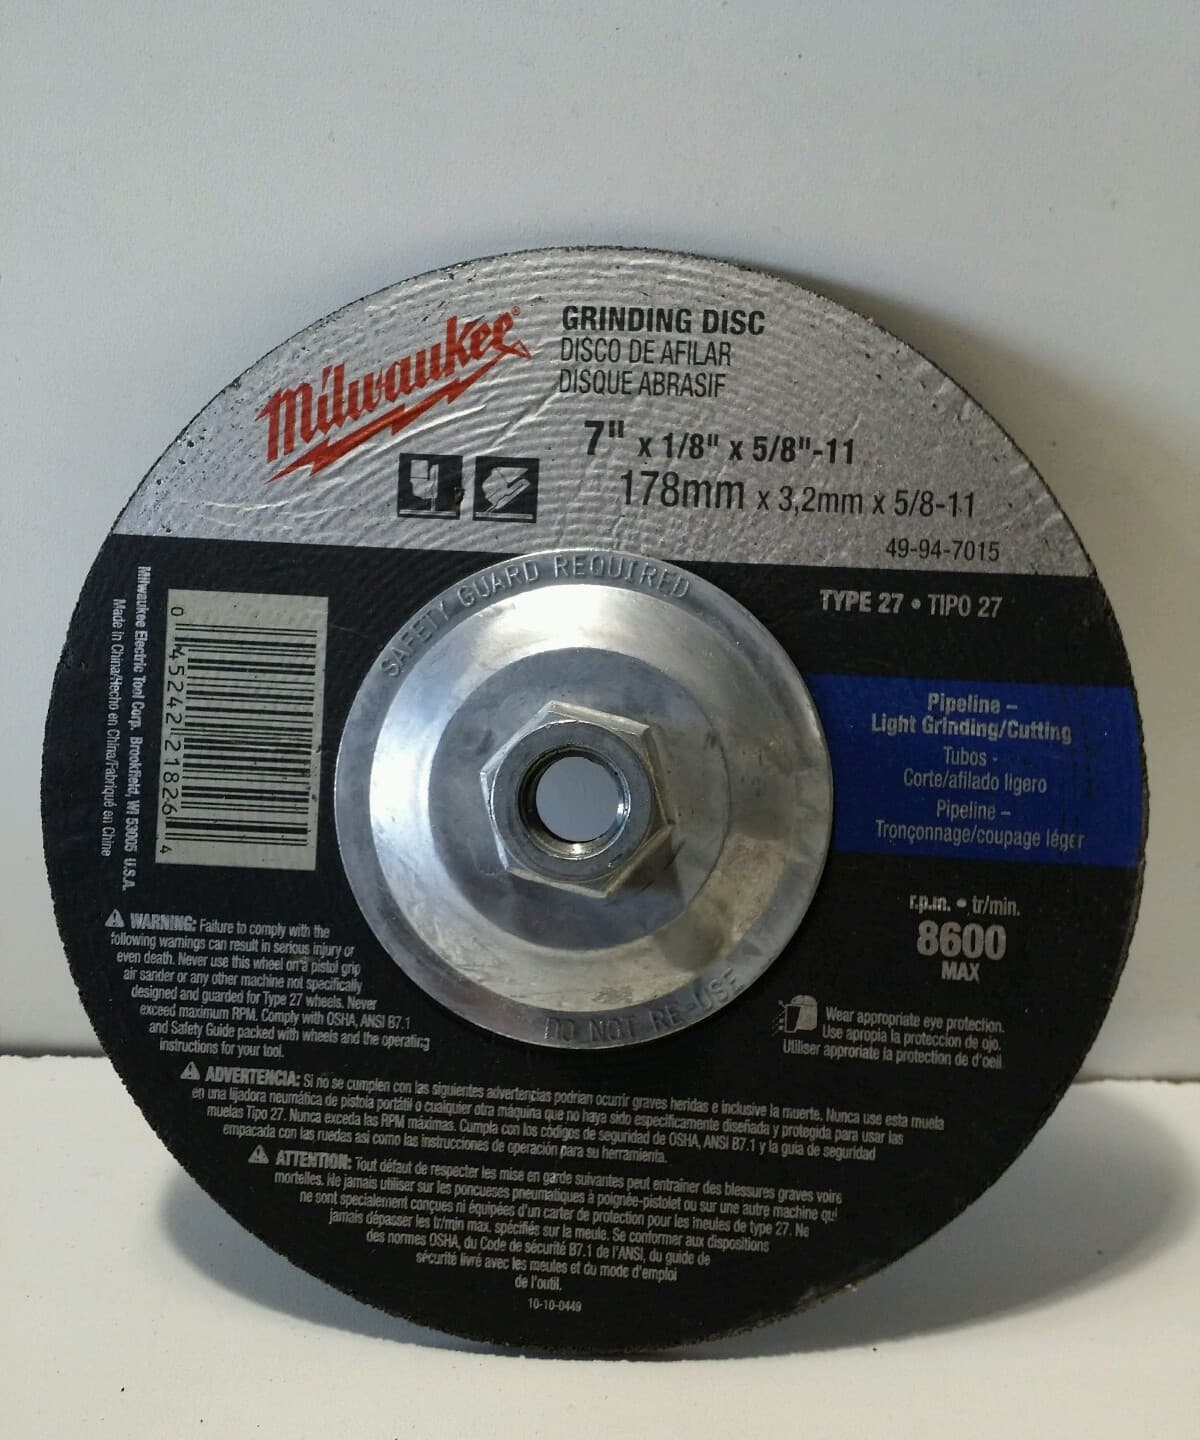 Milwaukee®
GRINDING DISC
DISCO DE AFILAR
DISQUE ABRASIF
7" x 1/8" x 5/8"-11
178mm x 3,2mm x 5/8-11
49-94-7015
TYPE 27 • TIPO 27
SAFETY GUARD REQUIRED
DO NOT RE-USE
Milwaukee Electric Tool Corp. Brookfield, WI 53005 U.S.A.
Made in China/Hecho en China/Fabriqué en Chine
0 45242 21826 4
Pipeline –
Light Grinding/Cutting
Tubos -
Corte/afilado ligero
Pipeline –
Tronçonnage/coupage léger
r.p.m. • tr/min.
8600
MAX
Wear appropriate eye protection.
Use apropia la proteccion de ojo.
Utiliser approriate la protection de d'oeil
WARNING: Failure to comply with the
following warnings can result in serious injury or
even death. Never use this wheel on a pistol grip
air sander or any other machine not specifically
designed and guarded for Type 27 wheels. Never
exceed maximum RPM. Comply with OSHA, ANSI B7.1
and Safety Guide packed with wheels and the operating
instructions for your tool.
ADVERTENCIA: Si no se cumplen con las siguientes advertencias podrian ocurrir graves heridas e inclusive la muerte. Nunca use esta muela
en una lijadora neumática de pistola portátil o cualquier otra máquina que no haya sido específicamente diseñada y protegida para usar las
muelas Tipo 27. Nunca exceda las RPM máximas. Cumpla con los códigos de seguridad de OSHA, ANSI B7.1 y la guia de seguridad
empacada con las ruedas asi como las instrucciones de operación para su herramienta.
ATTENTION: Tout défaut de respecter les mise en garde suivantes peut entraîner des blessures graves voire
mortelles. Ne jamais utiliser sur les poncueses pneumatiques à poignée-pistolet ou sur une autre machine qui
ne sont specialement conçues ni équipées d'un carter de protection pour les meules de type 27. Ne
jamais dépasser les tr/min max. spécifiés sur la meule. Se conformer aux dispositions
des normes OSHA, du Code de sécurité B7.1 de l'ANSI, du guide de
sécurité livré avec les meules et du mode d'emploi
de l'outil.
10-10-0449